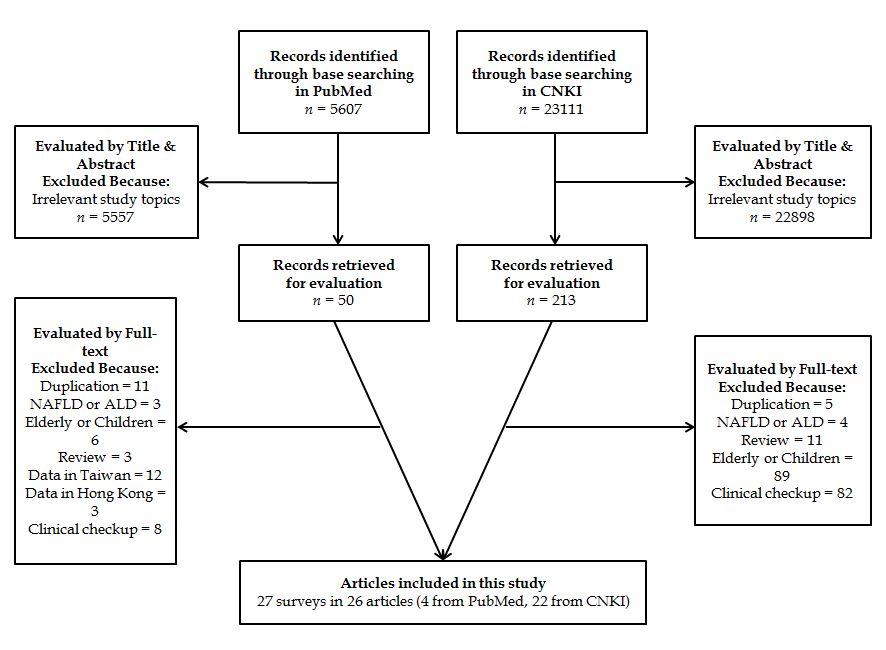 Records identified
through base searching
in PubMed
n = 5607
Records identified
through base searching
in CNKI
n = 23111
Evaluated by Title &
Abstract
Excluded Because:
Irrelevant study topics
n = 5557
Evaluated by Title &
Abstract
Excluded Because:
Irrelevant study topics
n = 22898
Records retrieved
for evaluation
n = 50
Records retrieved
for evaluation
n = 213
Evaluated by Full-
text
Excluded Because:
Duplication = 11
NAFLD or ALD = 3
Elderly or Children =
6
Review = 3
Data in Taiwan = 12
Data in Hong Kong =
3
Clinical checkup = 8
Evaluated by Full-text
Excluded Because:
Duplication = 5
NAFLD or ALD = 4
Review = 11
Elderly or Children =
89
Clinical checkup = 82
Articles included in this study
27 surveys in 26 articles (4 from PubMed, 22 from CNKI)